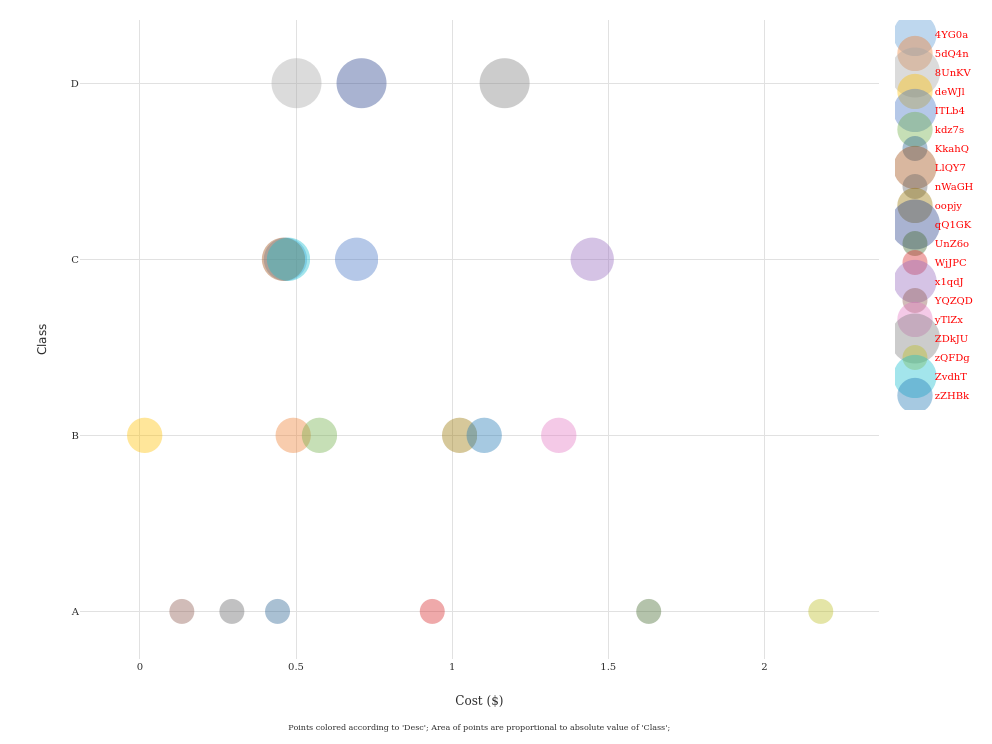 4YG0a
5dQ4n
8UnKV
deWJl
ITLb4
kdz7s
KkahQ
LlQY7
nWaGH
oopjy
qQ1GK
UnZ6o
WjJPC
x1qdJ
YQZQD
yTlZx
ZDkJU
zQFDg
ZvdhT
zZHBk
D
C
B
A
Class
0 0.5 1 1.5 2
Cost ($)
Points colored according to 'Desc'; Area of points are proportional to absolute value of 'Class';